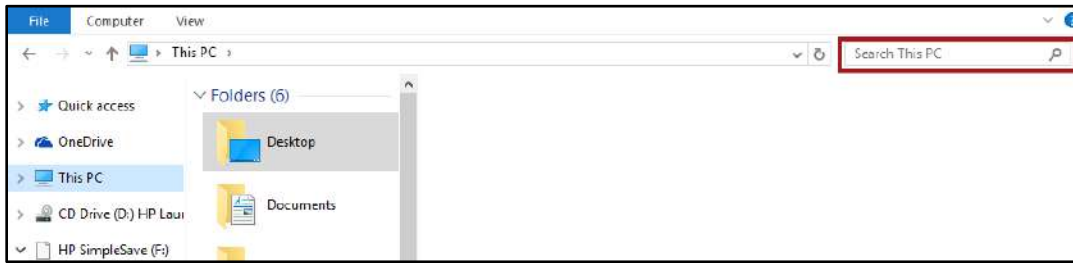 File Computer View
This PC
Search This PC
Quick access
Folders (6)
OneDrive
Desktop
This PC
Documents
CD Drive (D:) HP Laun
HP SimpleSave (F:)